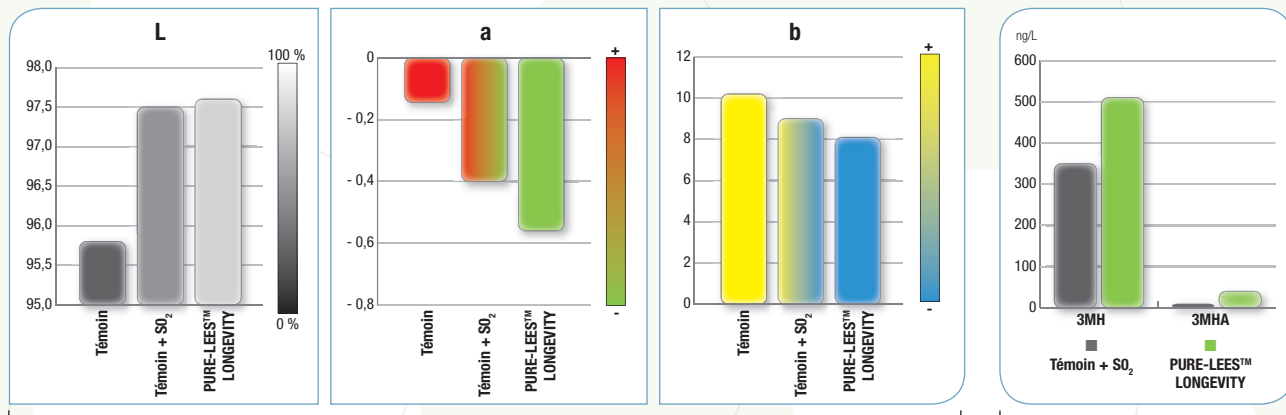 L
100 %
98,0
97,5
97,0
96,5
96,0
95,5
95,0
0 %
Témoin
Témoin + SO₂
PURE-LEES™
LONGEVITY
a
+
0
- 0,2
- 0,4
- 0,6
- 0,8
-
Témoin
Témoin + SO₂
PURE-LEES™
LONGEVITY
b
+
12
10
8
6
4
2
0
-
Témoin
Témoin + SO₂
PURE-LEES™
LONGEVITY
ng/L
600
500
400
300
200
100
0
3MH 3MHA
Témoin + SO₂
PURE-LEES™
LONGEVITY